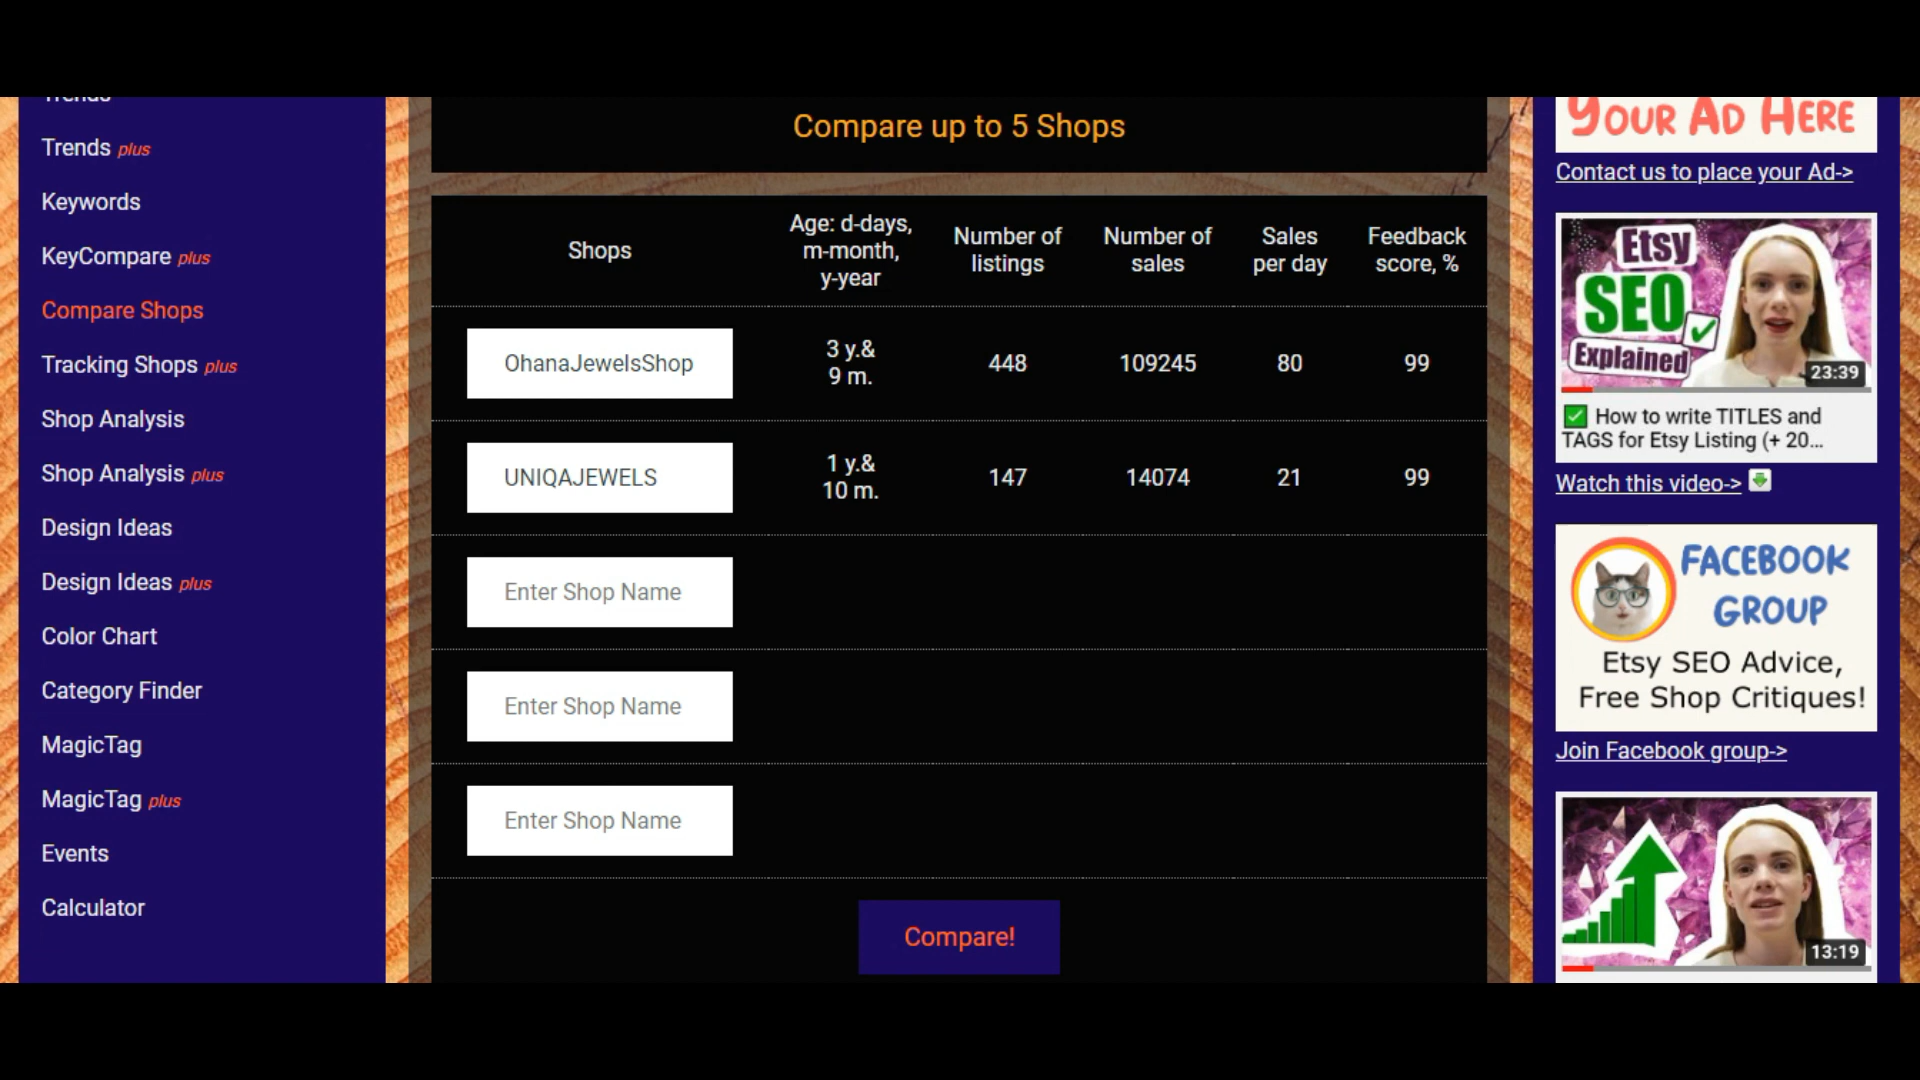 Trends
Trends plus
Keywords
KeyCompare plus
Compare Shops
Tracking Shops plus
Shop Analysis
Shop Analysis plus
Design Ideas
Design Ideas plus
Color Chart
Category Finder
MagicTag
MagicTag plus
Events
Calculator
Compare up to 5 Shops
Shops
Age: d-days,
m-month,
y-year
Number of
listings
Number of
sales
Sales
per day
Feedback
score, %
OhanaJewelsShop
3 y.&
9 m.
448
109245
80
99
UNIQAJEWELS
1 y.&
10 m.
147
14074
21
99
Enter Shop Name
Enter Shop Name
Enter Shop Name
Compare!
YOUR AD HERE
Contact us to place your Ad->
Etsy
SEO
Explained
23:39
How to write TITLES and
TAGS for Etsy Listing (+ 20...
Watch this video->
FACEBOOK
GROUP
Etsy SEO Advice,
Free Shop Critiques!
Join Facebook group->
13:19